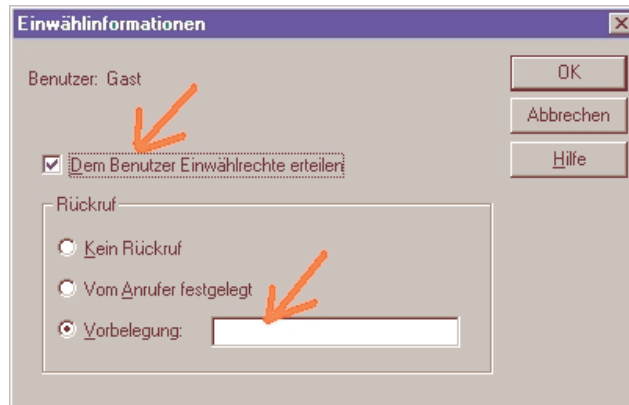 Einwählinformationen
Benutzer: Gast
OK
Abbrechen
Hilfe
Dem Benutzer Einwählrechte erteilen
Rückruf
Kein Rückruf
Vom Anrufer festgelegt
Vorbelegung: